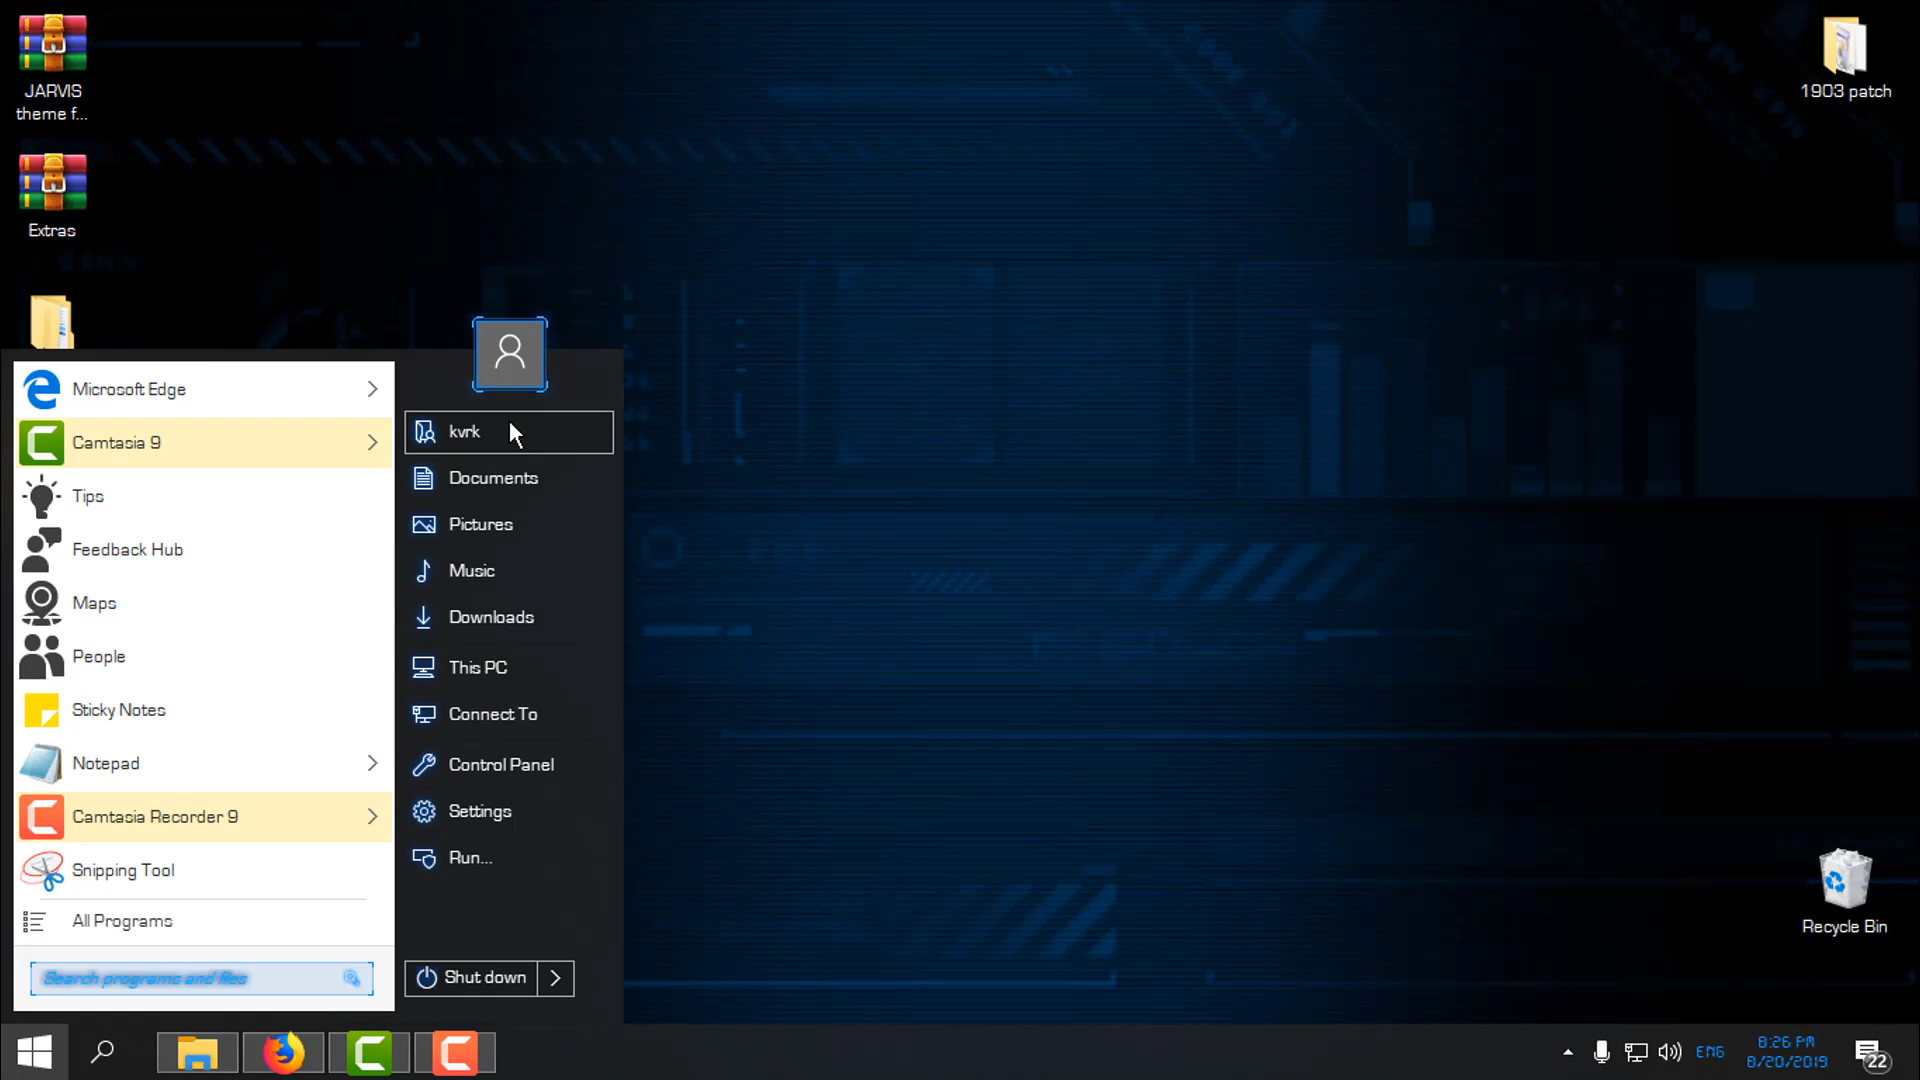 JARVIS
theme f...
Extras
1903 patch
Microsoft Edge
Camtasia 9
Tips
Feedback Hub
Maps
People
Sticky Notes
Notepad
Camtasia Recorder 9
Snipping Tool
All Programs
Search programs and files
kvrk
Documents
Pictures
Music
Downloads
This PC
Connect To
Control Panel
Settings
Run...
Shut down
Recycle Bin
ENG
8:26 PM
8/20/2019
22